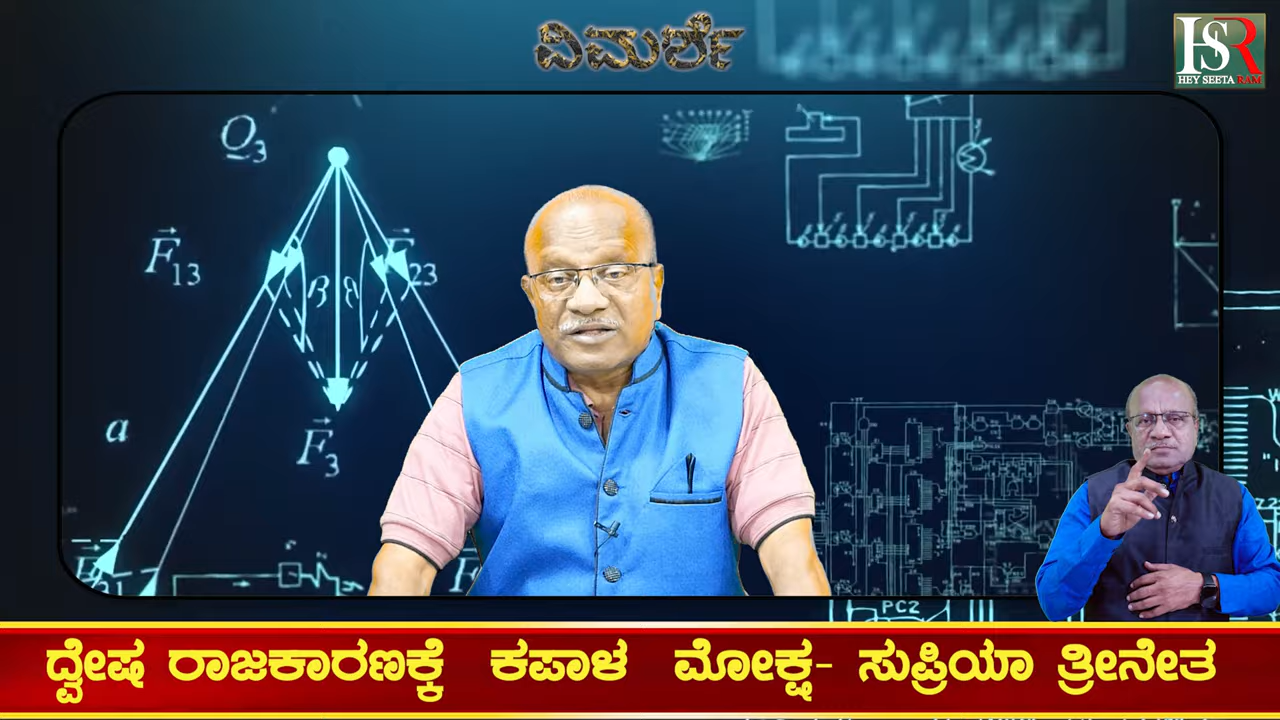 ವಿಮರ್ಶೆ
HSR
HEY SEETA RAM
Q3
F13
F23
β
a
F3
PC2
ದ್ವೇಷ ರಾಜಕಾರಣಕ್ಕೆ ಕಪಾಳ ಮೋಕ್ಷ- ಸುಪ್ರಿಯಾ ತ್ರೀನೇತ